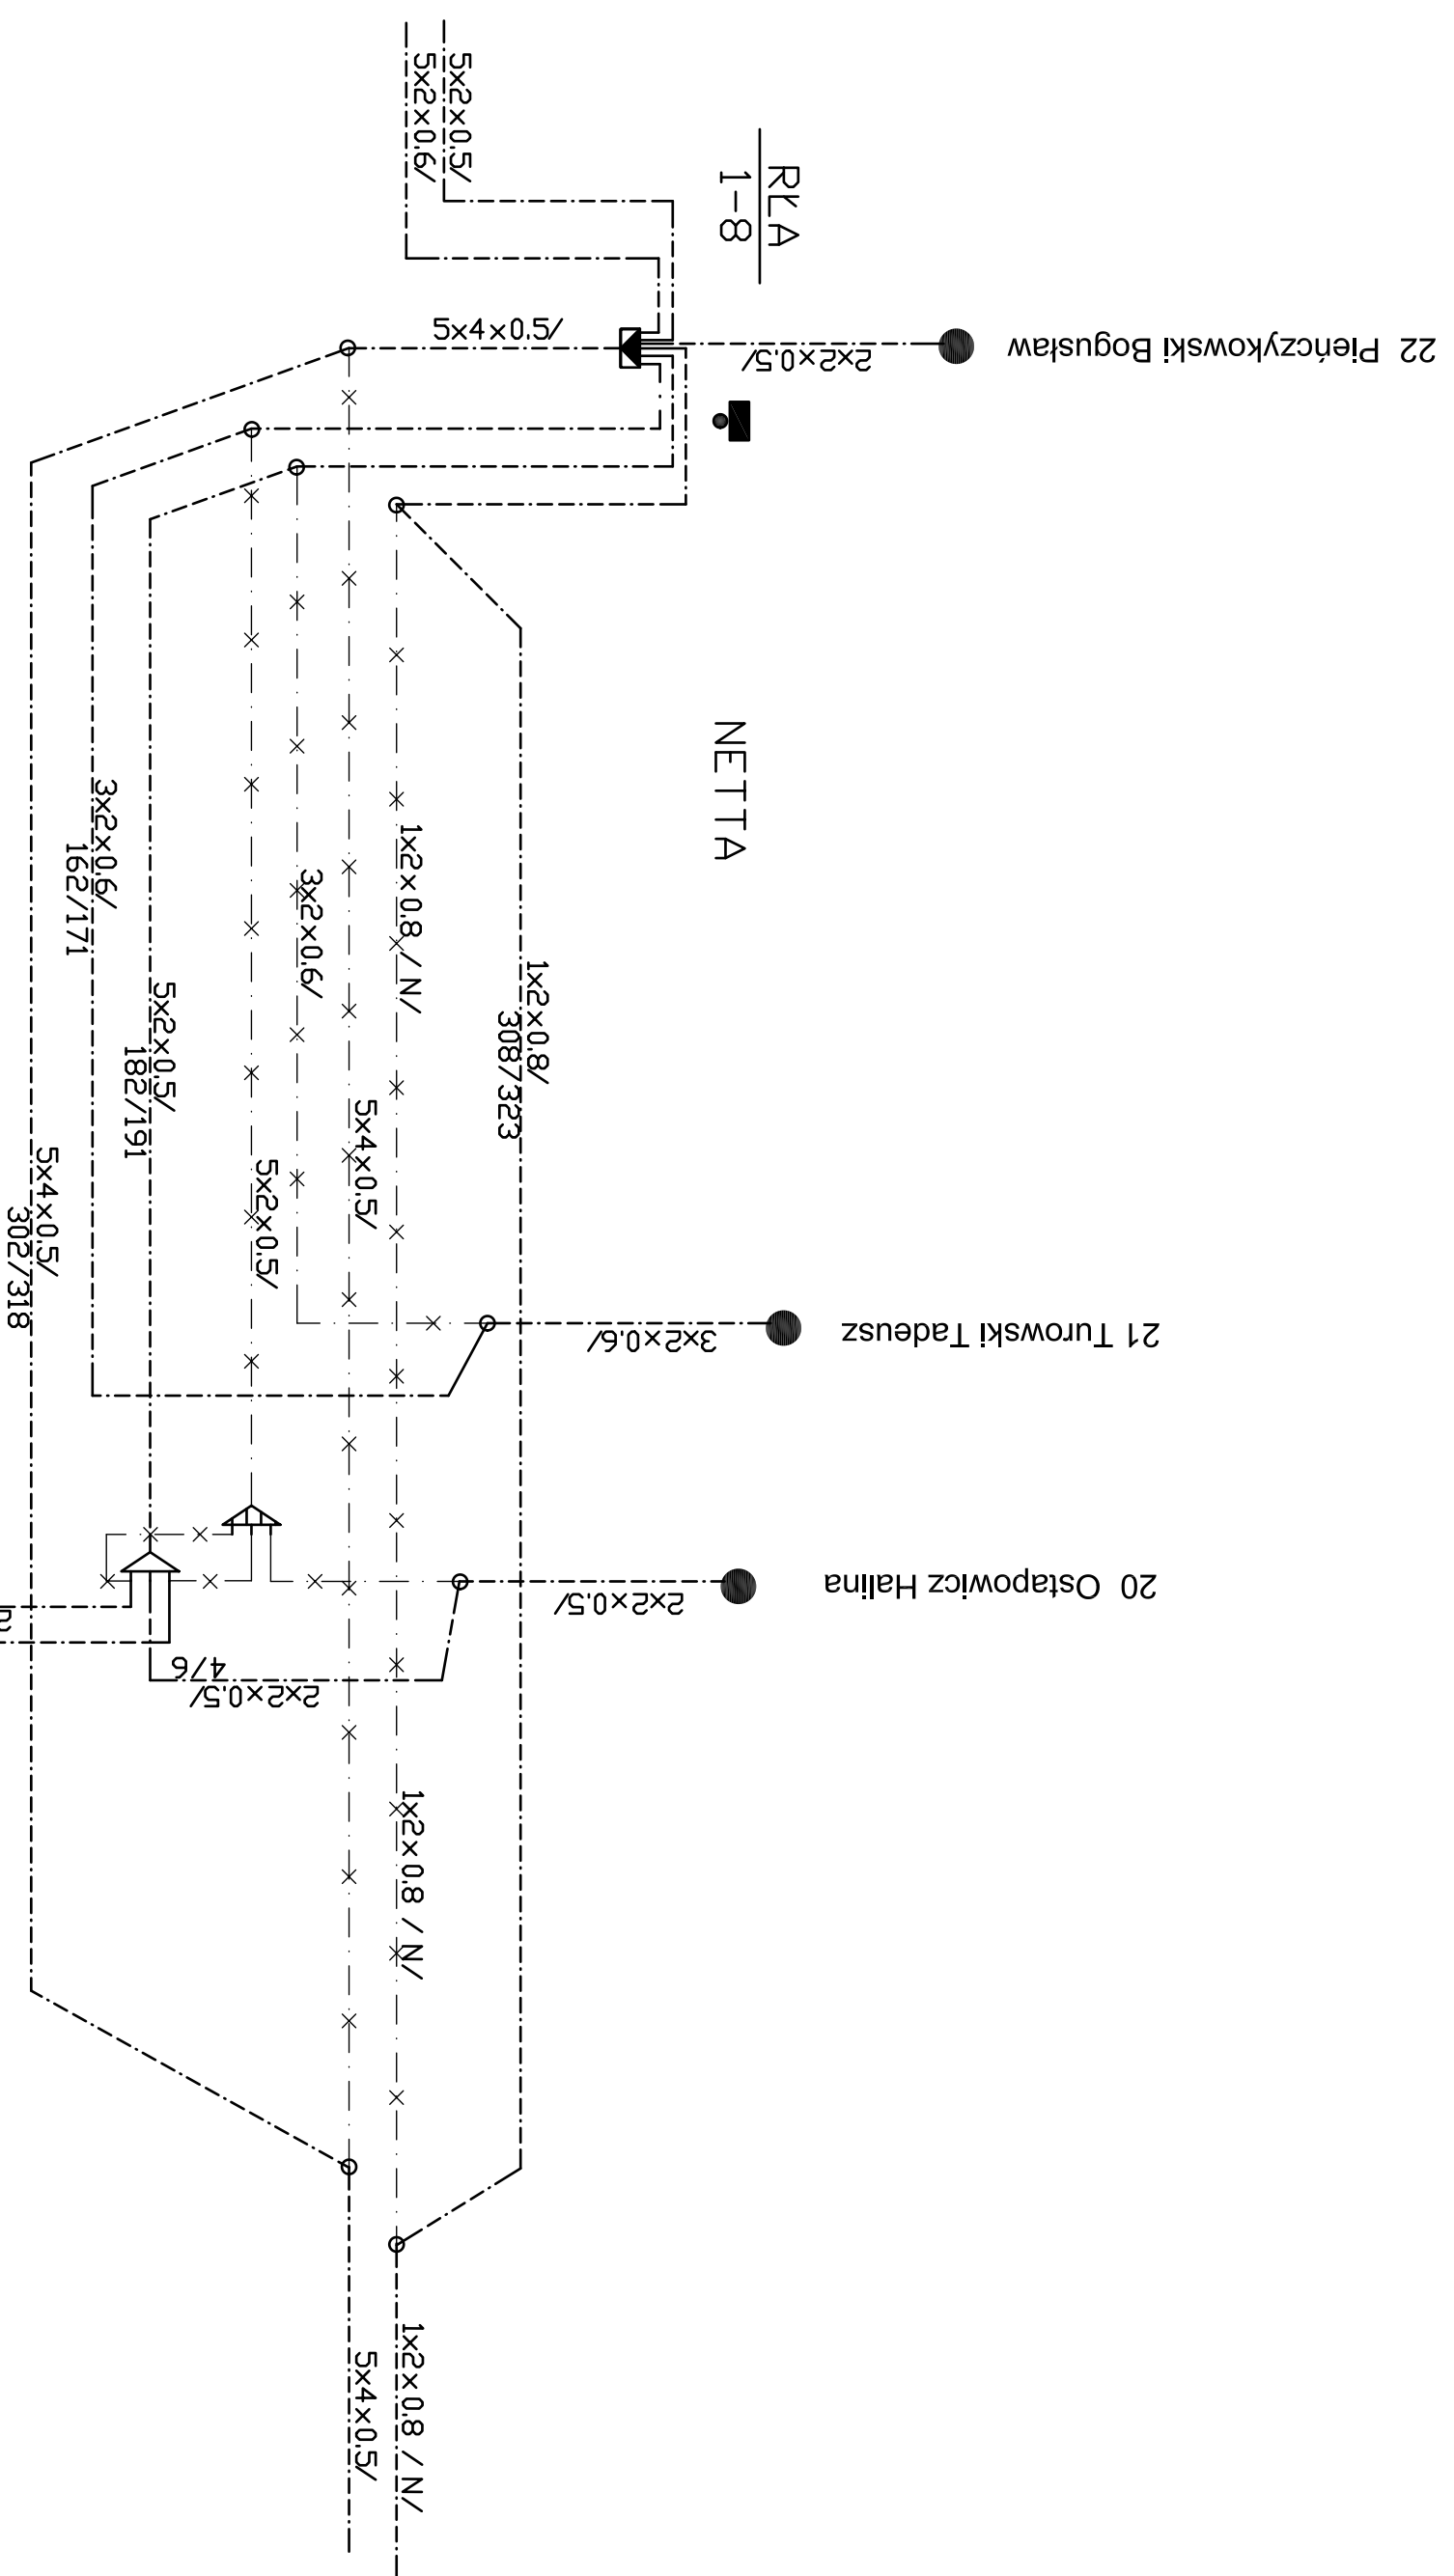 5x2x0,5/
5x2x0,6/
RŁA
1-8
5x4x0,5/
2x2x0,5/
22 Pieńczykowski Bogusław
NETTA
3x2x0,6/
162/171
1x2x0,8 / N/
3x2x0,6/
1x2x0,8/
308/323
5x2x0,5/
182/191
5x4x0,5/
5x2x0,5/
5x4x0,5/
302/318
3x2x0,6/
21 Turowski Tadeusz
2x2x0,5/
20 Ostapowicz Halina
4/6
2x2x0,5/
1x2x0,8 / N/
1x2x0,8 / N/
5x4x0,5/